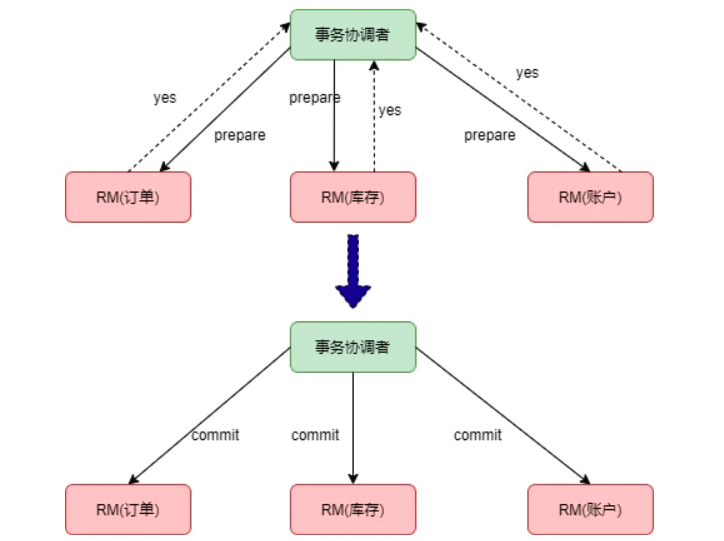 事务协调者
yes
prepare
yes
yes
prepare
prepare
RM(订单)
RM(库存)
RM(账户)
事务协调者
commit
commit
commit
RM(订单)
RM(库存)
RM(账户)